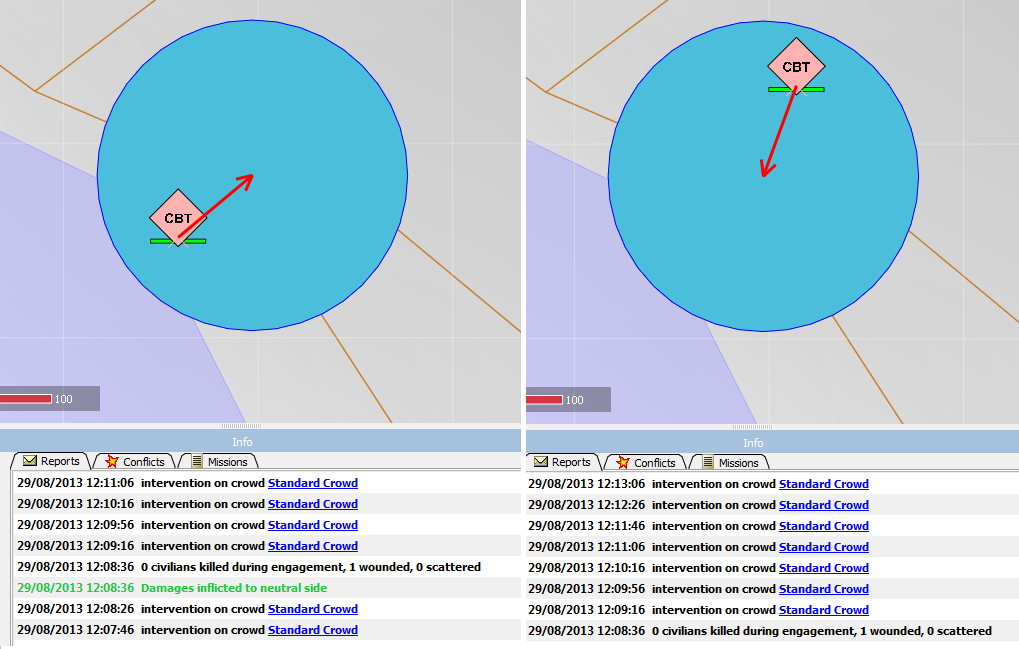 CBT
100
Info
Reports Conflicts Missions
29/08/2013 12:11:06 intervention on crowd Standard Crowd
29/08/2013 12:10:16 intervention on crowd Standard Crowd
29/08/2013 12:09:56 intervention on crowd Standard Crowd
29/08/2013 12:09:16 intervention on crowd Standard Crowd
29/08/2013 12:08:36 0 civilians killed during engagement, 1 wounded, 0 scattered
29/08/2013 12:08:36 Damages inflicted to neutral side
29/08/2013 12:08:26 intervention on crowd Standard Crowd
29/08/2013 12:07:46 intervention on crowd Standard Crowd
CBT
100
Info
Reports Conflicts Missions
29/08/2013 12:13:06 intervention on crowd Standard Crowd
29/08/2013 12:12:26 intervention on crowd Standard Crowd
29/08/2013 12:11:46 intervention on crowd Standard Crowd
29/08/2013 12:11:06 intervention on crowd Standard Crowd
29/08/2013 12:10:16 intervention on crowd Standard Crowd
29/08/2013 12:09:56 intervention on crowd Standard Crowd
29/08/2013 12:09:16 intervention on crowd Standard Crowd
29/08/2013 12:08:36 0 civilians killed during engagement, 1 wounded, 0 scattered